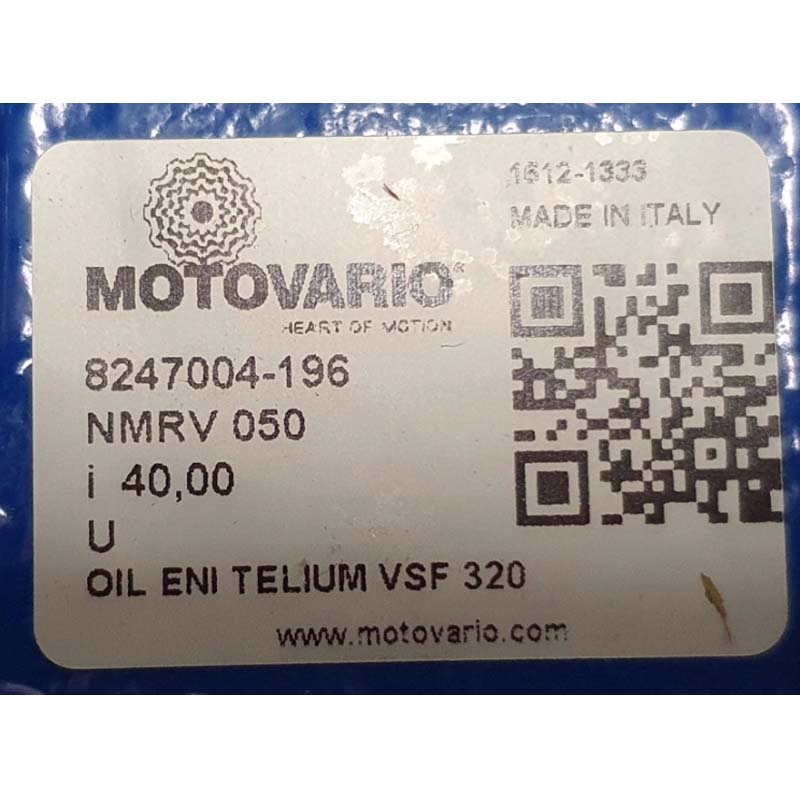 1612-1333
MADE IN ITALY
MOTOVARIO®
HEART OF MOTION
8247004-196
NMRV 050
i 40,00
U
OIL ENI TELIUM VSF 320
www.motovario.com